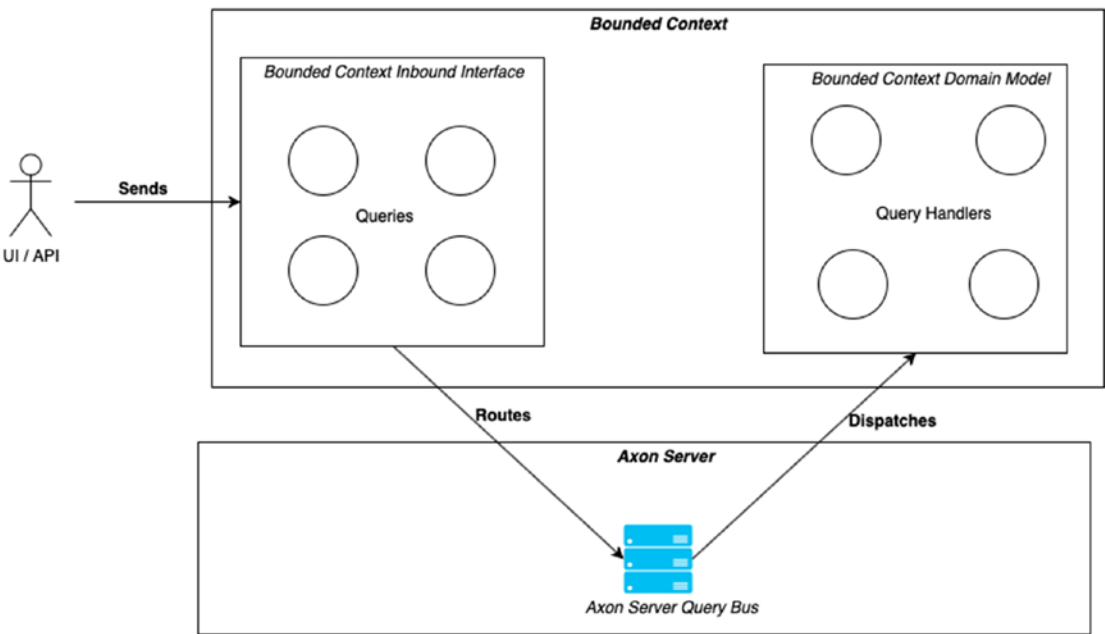 Bounded Context
Bounded Context Inbound Interface
Bounded Context Domain Model
Sends
Queries
Query Handlers
UI / API
Routes
Dispatches
Axon Server
Axon Server Query Bus